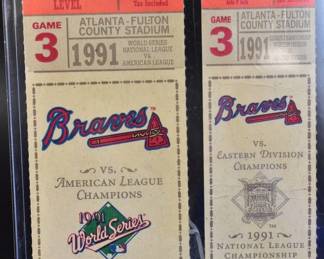 LEVEL
Tax Included
GAME
3
ATLANTA-FULTON
COUNTY STADIUM
1991
WORLD SERIES
NATIONAL LEAGUE
VS
AMERICAN LEAGUE
Braves
VS.
AMERICAN LEAGUE
CHAMPIONS
1991
World Series
Tax Included
GAME
3
ATLANTA-FULTON
COUNTY STADIUM
1991
Braves
VS.
EASTERN DIVISION
CHAMPIONS
1991
NATIONAL LEAGUE
CHAMPIONSHIP